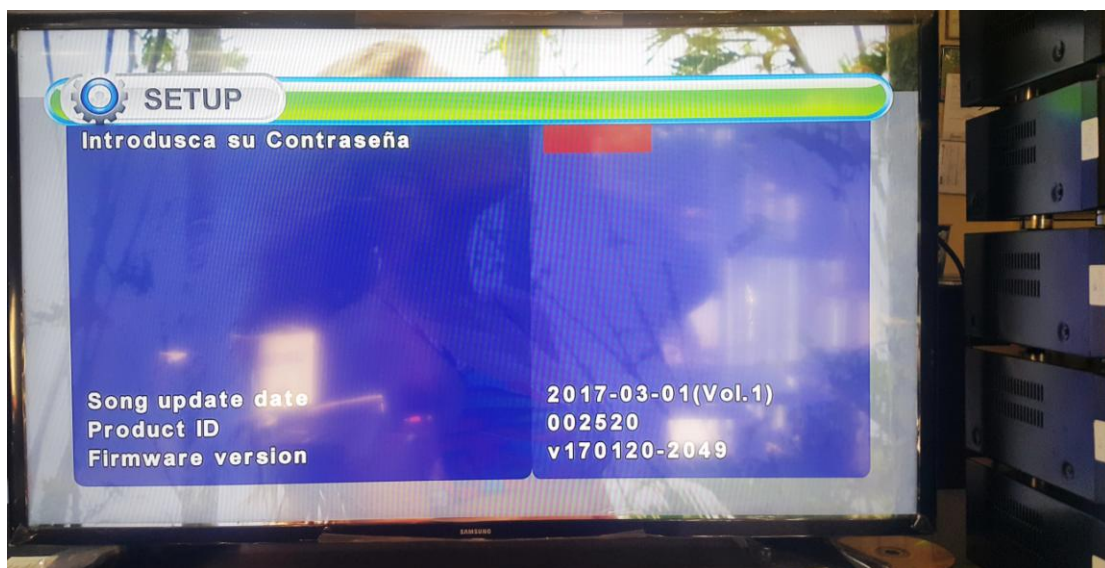 SETUP
Introdusca su Contraseña
Song update date 2017-03-01(Vol.1)
Product ID 002520
Firmware version v170120-2049
SAMSUNG